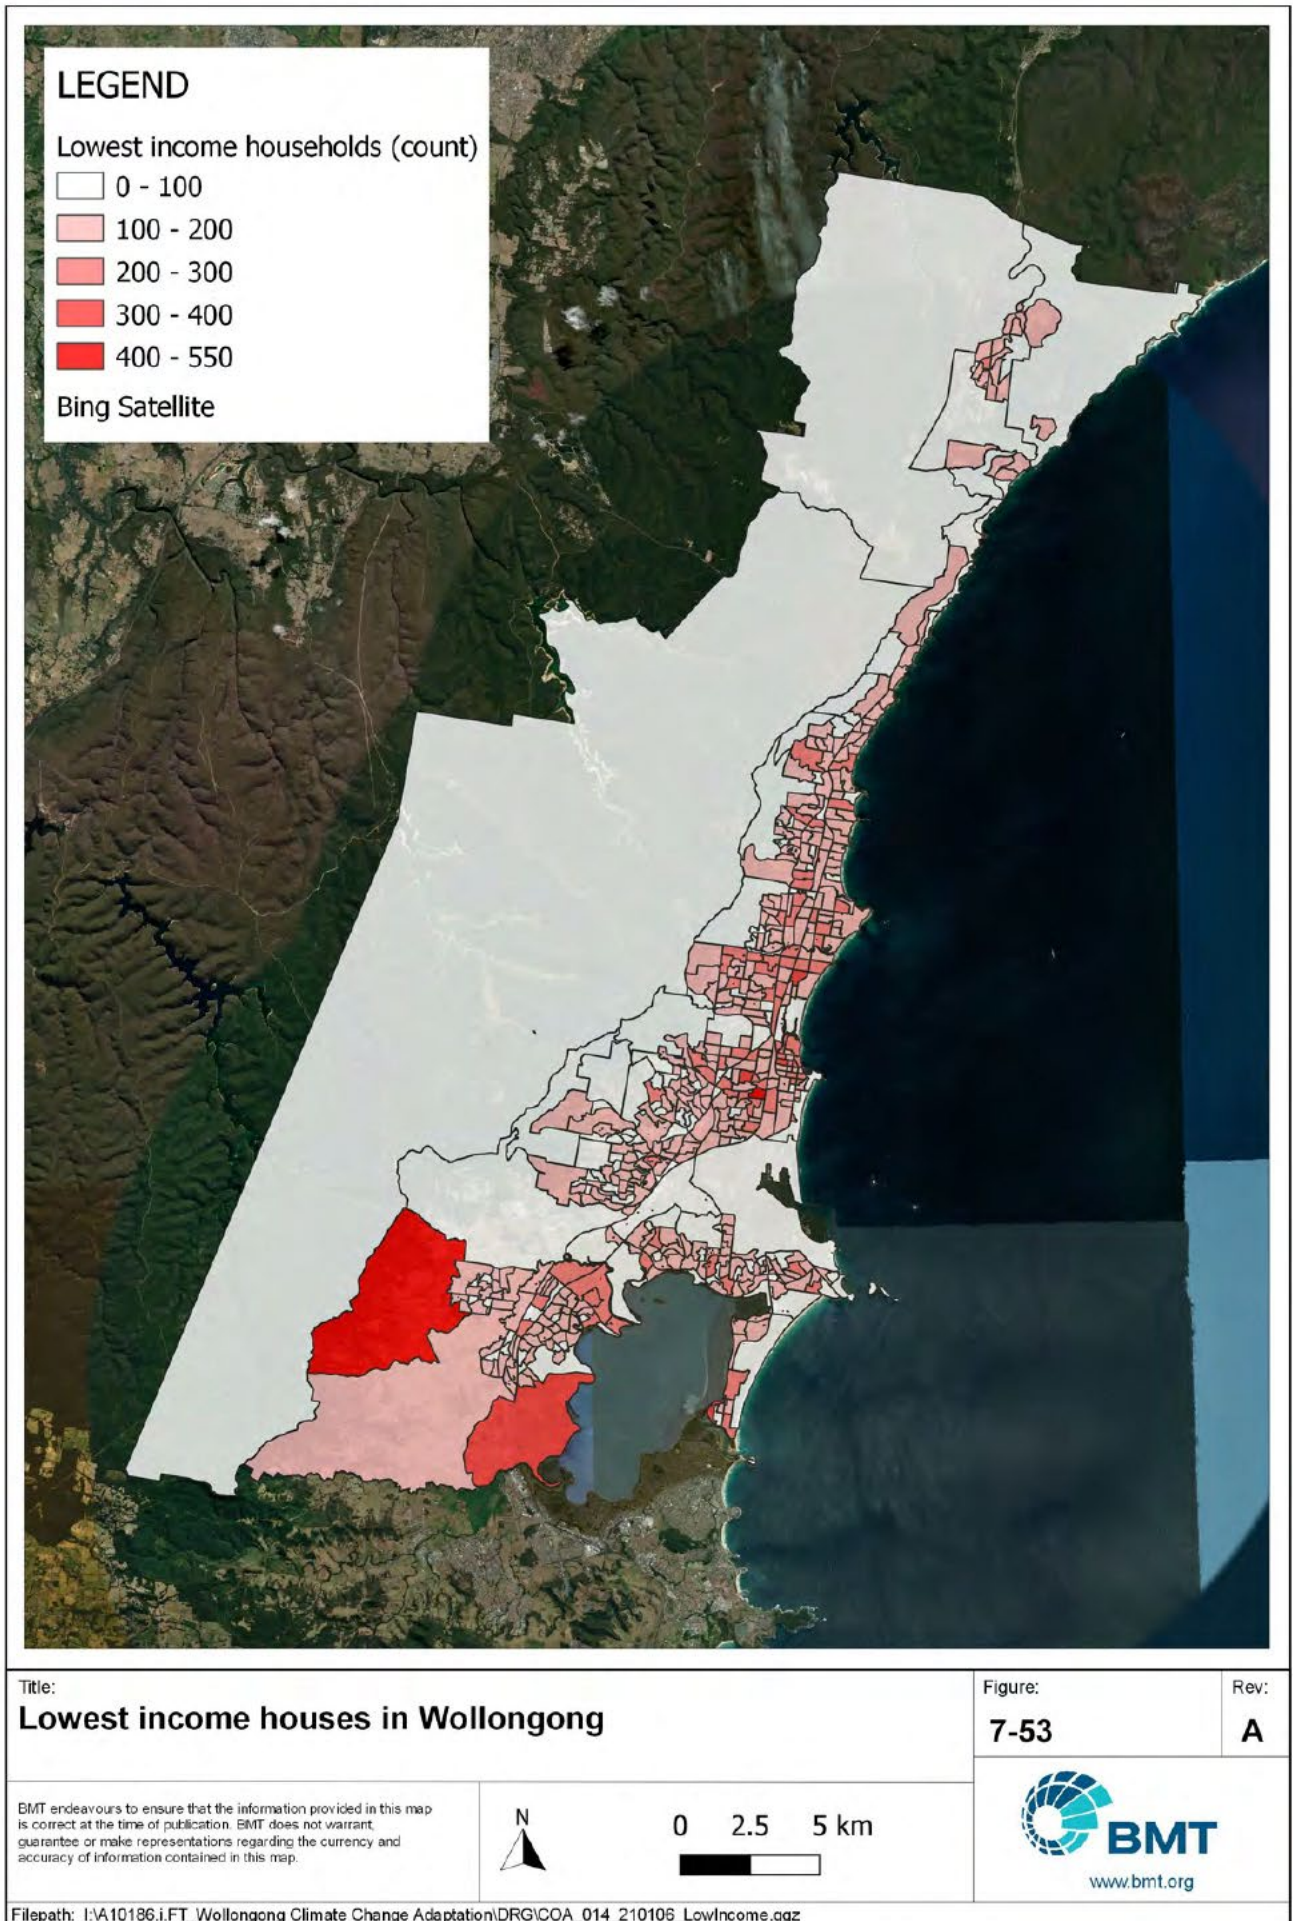 LEGEND
Lowest income households (count)
0 - 100
100 - 200
200 - 300
300 - 400
400 - 550
Bing Satellite
Title:
Lowest income houses in Wollongong
Figure:
7-53
Rev:
A
BMT endeavours to ensure that the information provided in this map
is correct at the time of publication. BMT does not warrant,
guarantee or make representations regarding the currency and
accuracy of information contained in this map.
N
0 2.5 5 km
BMT
www.bmt.org
Filepath: I:\A10186.i.FT_Wollongong Climate Change Adaptation\DRG\COA_014_210106_LowIncome.qgz